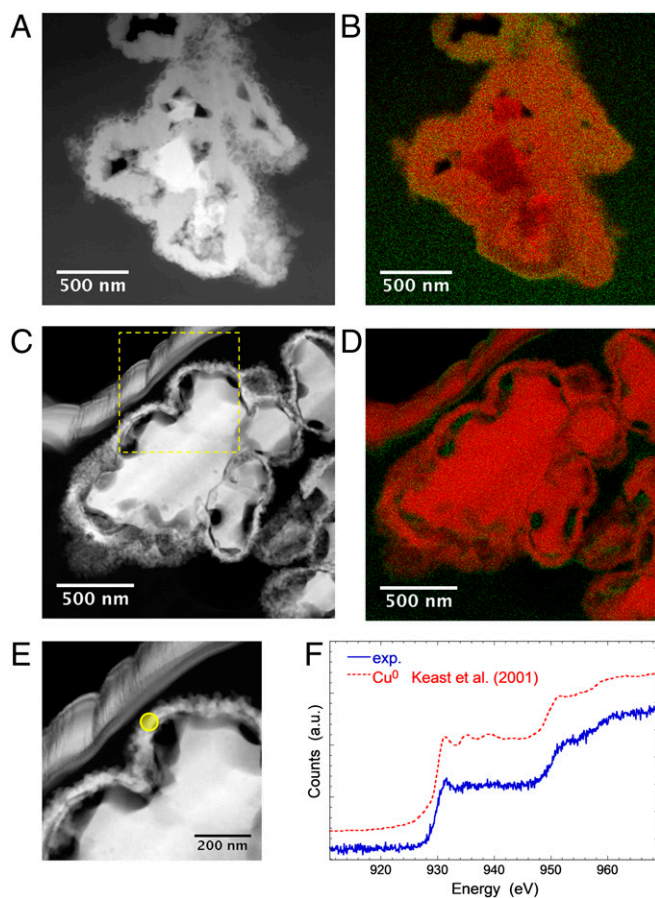 A
500 nm
B
500 nm
C
500 nm
D
500 nm
E
200 nm
F
exp.
Cu⁰ Keast et al. (2001)
Counts (a.u.)
920 930 940 950 960
Energy (eV)